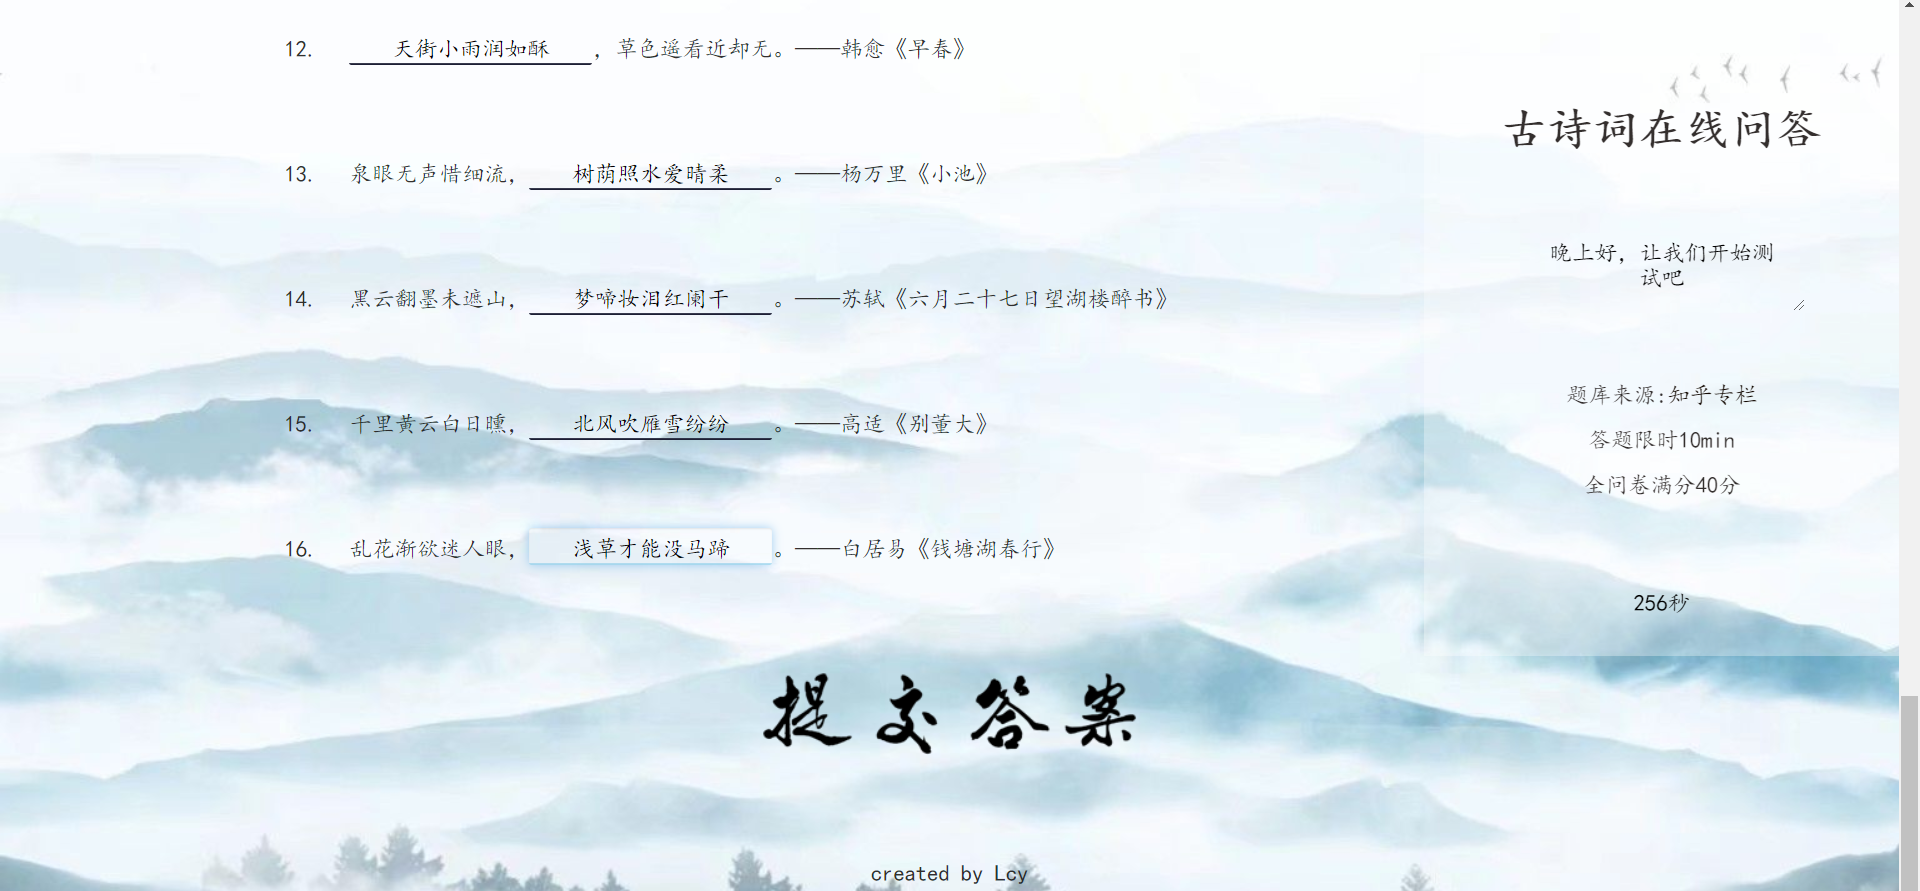 12. 天街小雨润如酥，草色遥看近却无。——韩愈《早春》
古诗词在线问答
13. 泉眼无声惜细流，树荫照水爱晴柔。——杨万里《小池》
晚上好，让我们开始测
试吧
14. 黑云翻墨未遮山，梦啼妆泪红阑干。——苏轼《六月二十七日望湖楼醉书》
题库来源:知乎专栏
15. 千里黄云白日曛，北风吹雁雪纷纷。——高适《别董大》
答题限时10min
全问卷满分40分
16. 乱花渐欲迷人眼，浅草才能没马蹄。——白居易《钱塘湖春行》
256秒
提交答案
created by Lcy